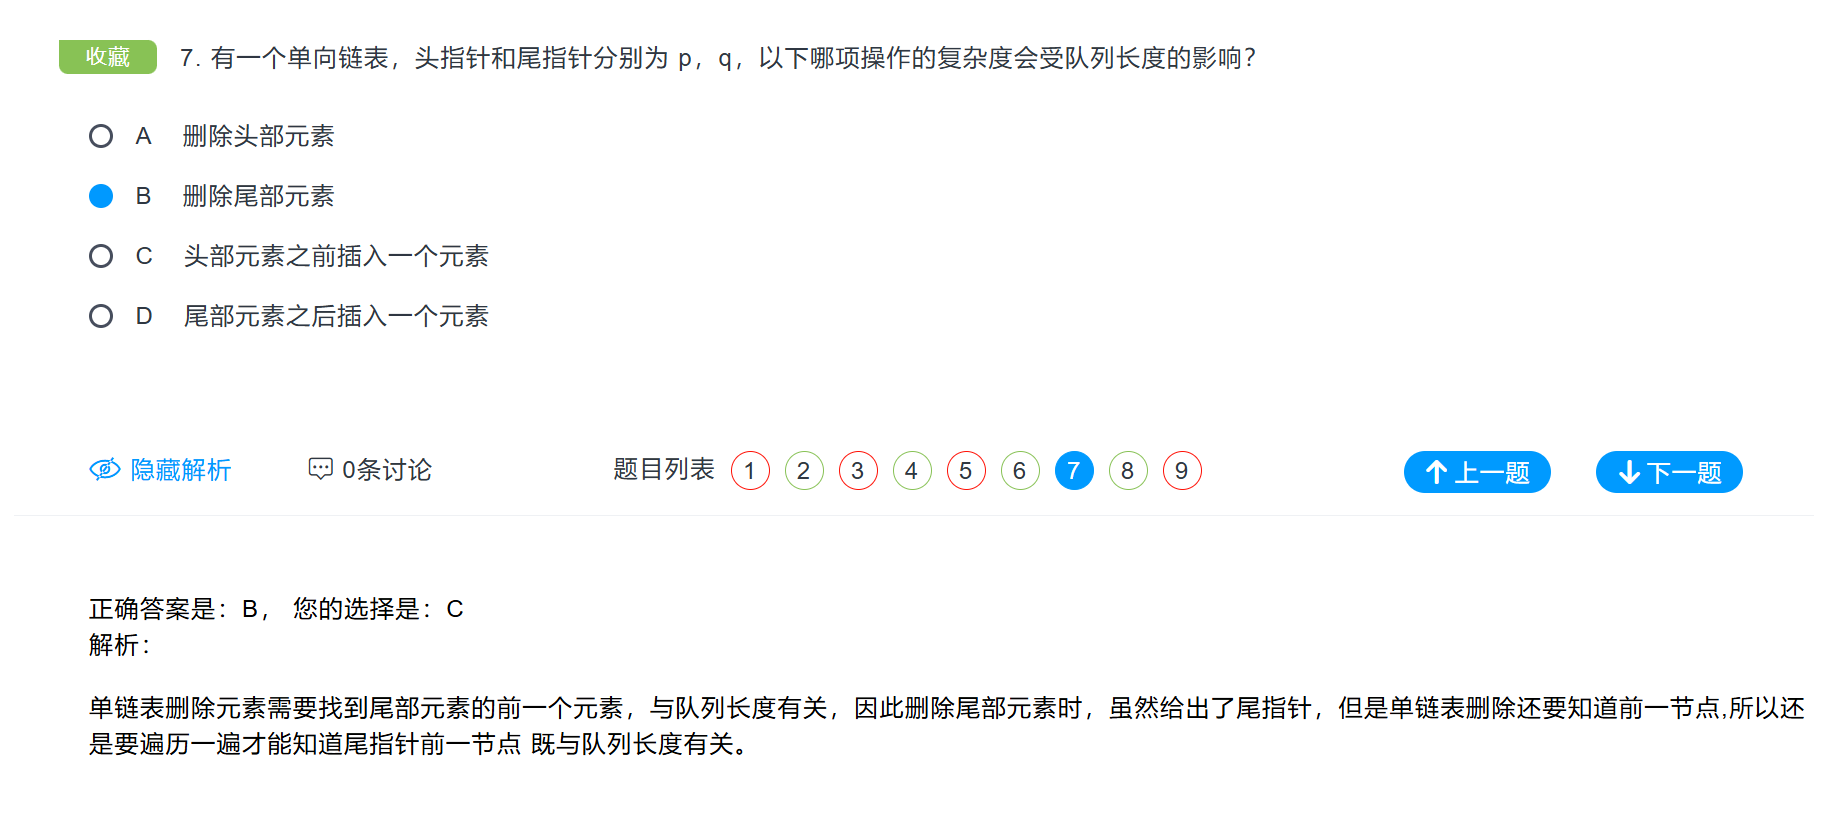 收藏 7. 有一个单向链表，头指针和尾指针分别为 p，q，以下哪项操作的复杂度会受队列长度的影响？
A 删除头部元素
B 删除尾部元素
C 头部元素之前插入一个元素
D 尾部元素之后插入一个元素
隐藏解析 0条讨论 题目列表 1 2 3 4 5 6 7 8 9 上一题 下一题
正确答案是：B， 您的选择是：C
解析：
单链表删除元素需要找到尾部元素的前一个元素，与队列长度有关，因此删除尾部元素时，虽然给出了尾指针，但是单链表删除还要知道前一节点,所以还
是要遍历一遍才能知道尾指针前一节点 既与队列长度有关。